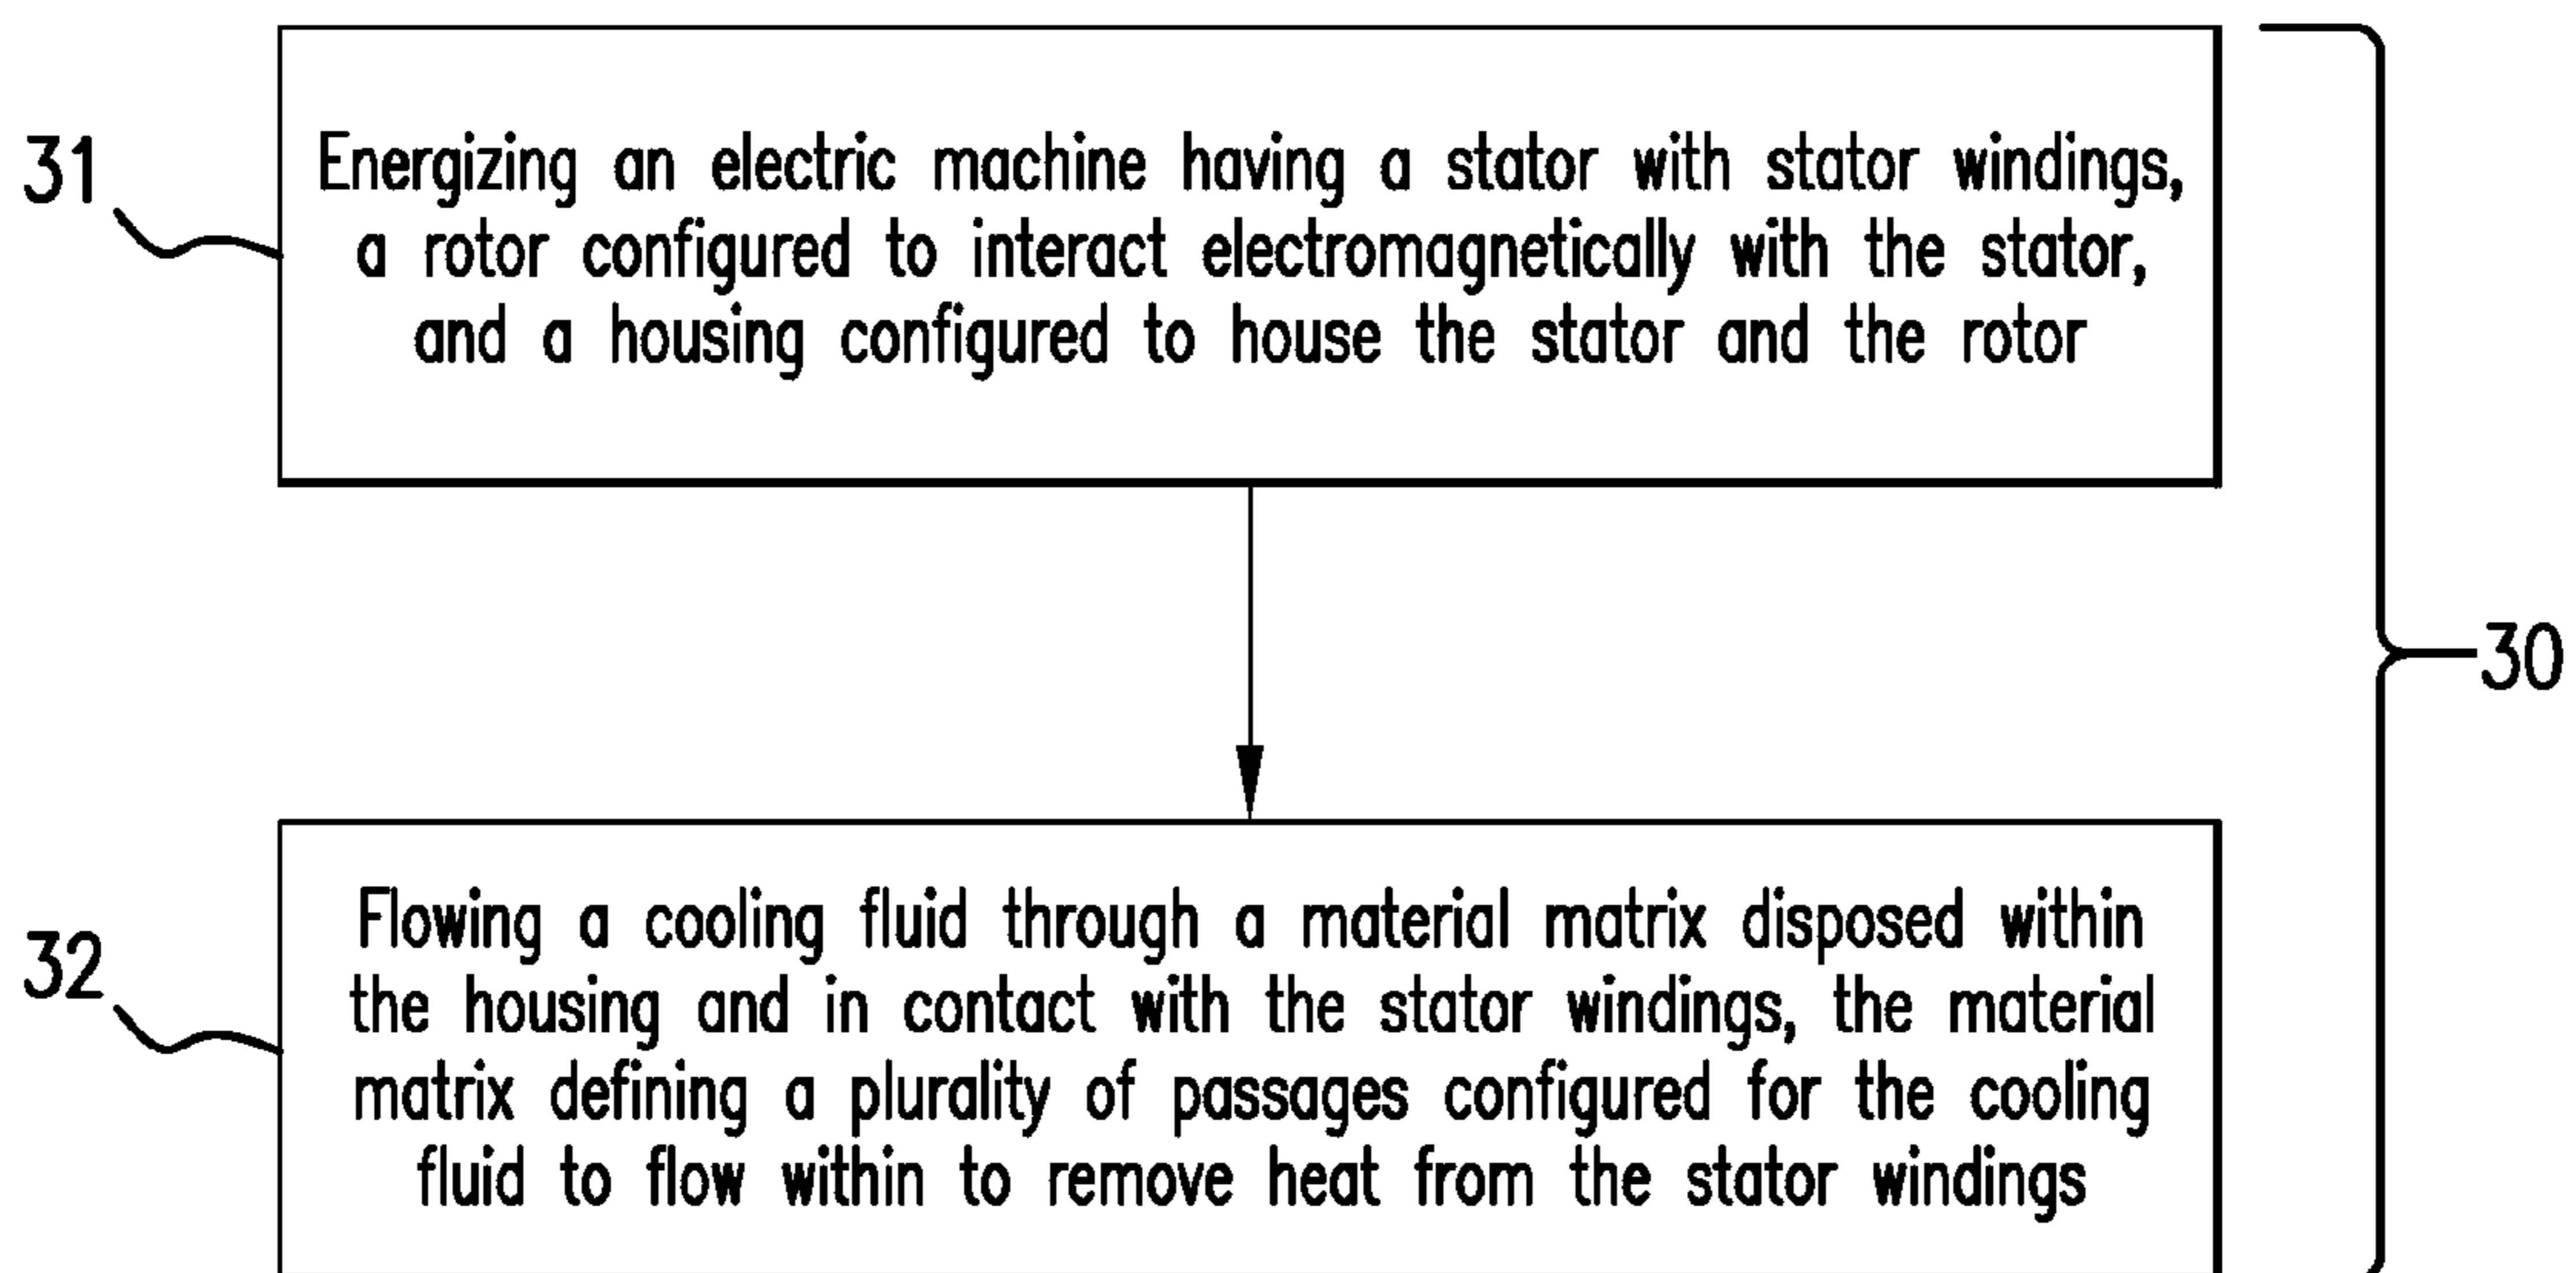 31
Energizing an electric machine having a stator with stator windings,
a rotor configured to interact electromagnetically with the stator,
and a housing configured to house the stator and the rotor
30
32
Flowing a cooling fluid through a material matrix disposed within
the housing and in contact with the stator windings, the material
matrix defining a plurality of passages configured for the cooling
fluid to flow within to remove heat from the stator windings